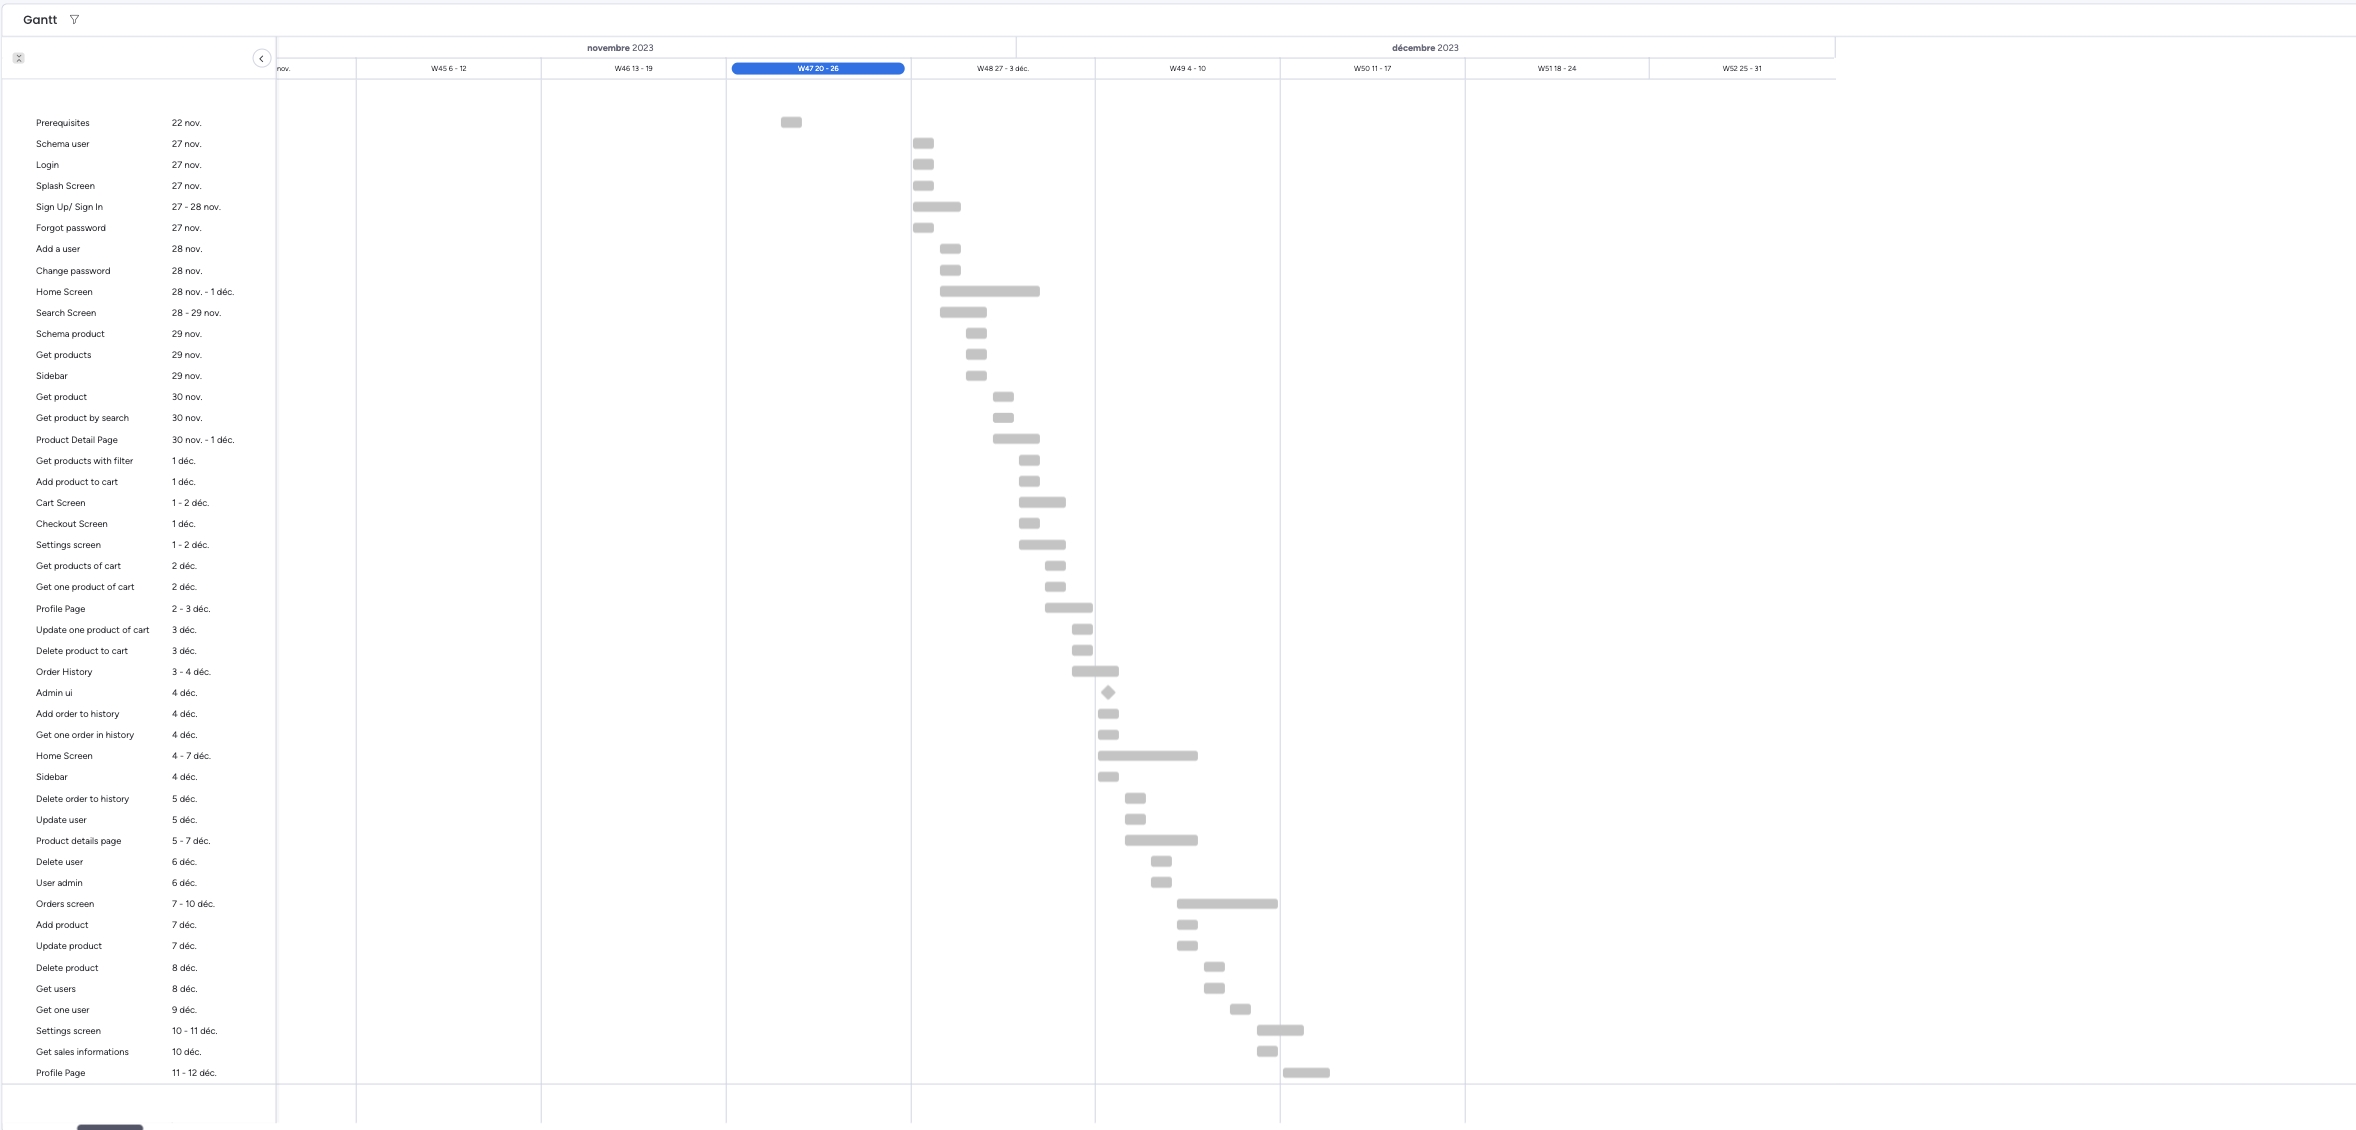 Gantt
novembre 2023 décembre 2023
nov. W45 6 - 12 W46 13 - 19 W47 20 - 26 W48 27 - 3 déc. W49 4 - 10 W50 11 - 17 W51 18 - 24 W52 25 - 31
Prerequisites 22 nov.
Schema user 27 nov.
Login 27 nov.
Splash Screen 27 nov.
Sign Up/ Sign In 27 - 28 nov.
Forgot password 27 nov.
Add a user 28 nov.
Change password 28 nov.
Home Screen 28 nov. - 1 déc.
Search Screen 28 - 29 nov.
Schema product 29 nov.
Get products 29 nov.
Sidebar 29 nov.
Get product 30 nov.
Get product by search 30 nov.
Product Detail Page 30 nov. - 1 déc.
Get products with filter 1 déc.
Add product to cart 1 déc.
Cart Screen 1 - 2 déc.
Checkout Screen 1 déc.
Settings screen 1 - 2 déc.
Get products of cart 2 déc.
Get one product of cart 2 déc.
Profile Page 2 - 3 déc.
Update one product of cart 3 déc.
Delete product to cart 3 déc.
Order History 3 - 4 déc.
Admin ui 4 déc.
Add order to history 4 déc.
Get one order in history 4 déc.
Home Screen 4 - 7 déc.
Sidebar 4 déc.
Delete order to history 5 déc.
Update user 5 déc.
Product details page 5 - 7 déc.
Delete user 6 déc.
User admin 6 déc.
Orders screen 7 - 10 déc.
Add product 7 déc.
Update product 7 déc.
Delete product 8 déc.
Get users 8 déc.
Get one user 9 déc.
Settings screen 10 - 11 déc.
Get sales informations 10 déc.
Profile Page 11 - 12 déc.